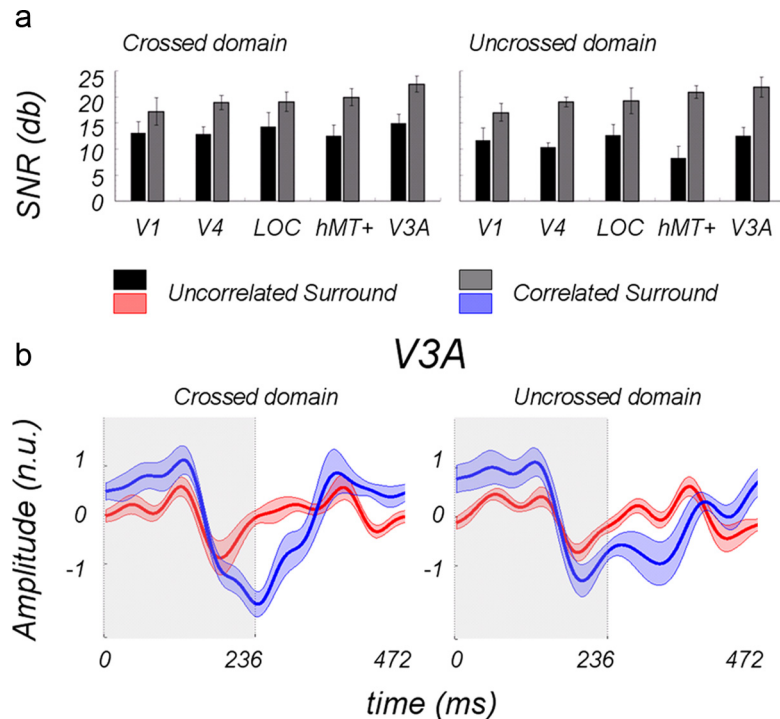 a
Crossed domain
Uncrossed domain
SNR (db)
25
20
15
10
5
0
V1 V4 LOC hMT+ V3A
V1 V4 LOC hMT+ V3A
Uncorrelated Surround
Correlated Surround
b
V3A
Crossed domain
Uncrossed domain
Amplitude (n.u.)
1
0
-1
1
0
-1
0 236 472
0 236 472
time (ms)